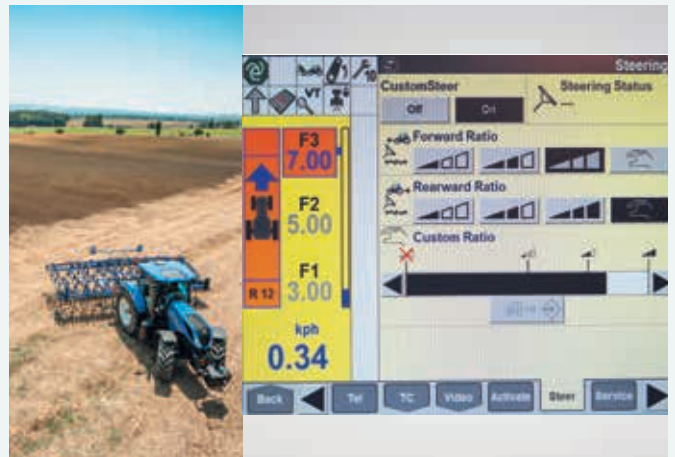 Steering
1
10
VT
CustomSteer
Steering Status
Off
On
--
F3
7.00
Forward Ratio
F2
5.00
Rearward Ratio
F1
3.00
Custom Ratio
R 12
kph
0.34
Back
Tel
TC
Video
Activate
Steer
Service